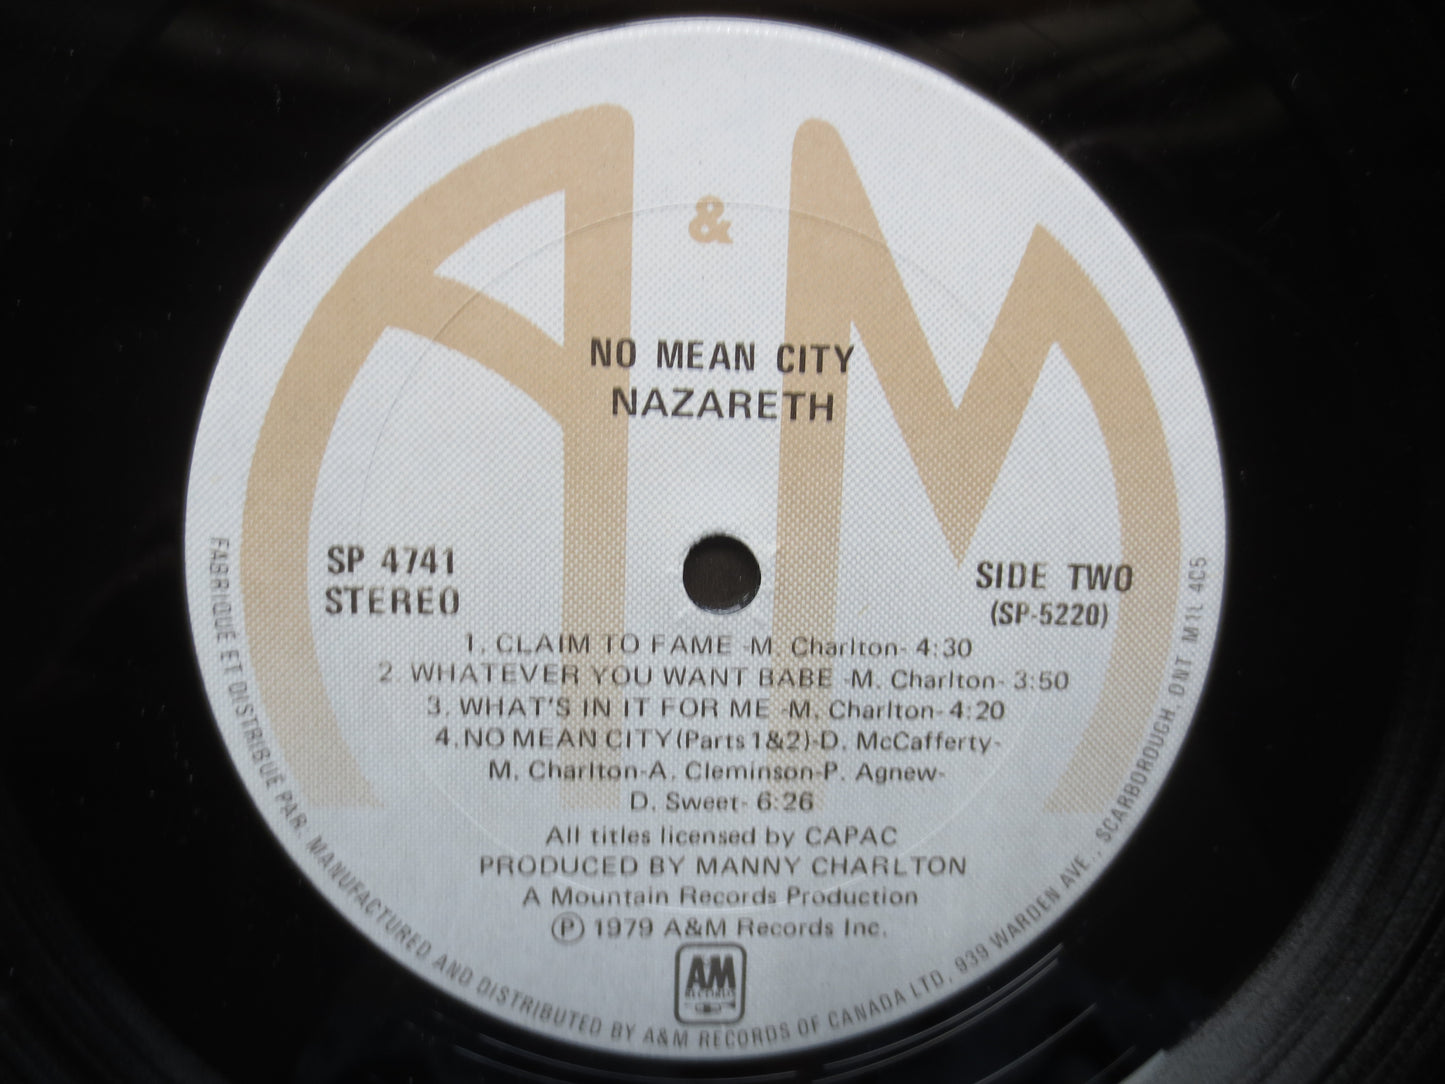 &
NO MEAN CITY
NAZARETH
SP 4741
STEREO
SIDE TWO
(SP-5220)
1. CLAIM TO FAME -M. Charlton- 4:30
2. WHATEVER YOU WANT BABE -M. Charlton- 3:50
3. WHAT'S IN IT FOR ME -M. Charlton- 4:20
4. NO MEAN CITY (Parts 1&2)-D. McCafferty-
M. Charlton-A. Cleminson-P. Agnew-
D. Sweet- 6:26
All titles licensed by CAPAC
PRODUCED BY MANNY CHARLTON
A Mountain Records Production
℗ 1979 A&M Records Inc.
A&M
RECORDS
FABRIQUÉ ET DISTRIBUÉ PAR. MANUFACTURED AND DISTRIBUTED BY A&M RECORDS OF CANADA LTD. 939 WARDEN AVE., SCARBOROUGH, ONT M1L 4C5